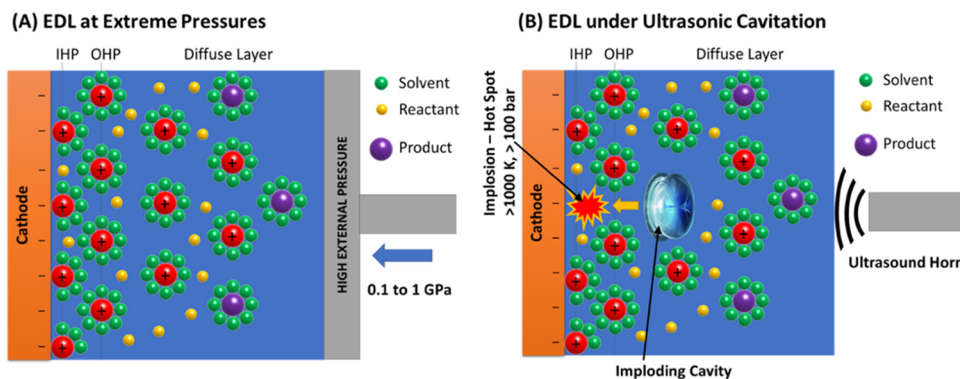 (A) EDL at Extreme Pressures
IHP OHP Diffuse Layer
Solvent
Reactant
Product
Cathode
HIGH EXTERNAL PRESSURE
0.1 to 1 GPa
(B) EDL under Ultrasonic Cavitation
IHP OHP Diffuse Layer
Implosion – Hot Spot
>1000 K, >100 bar
Solvent
Reactant
Product
Cathode
Ultrasound Horn
Imploding Cavity